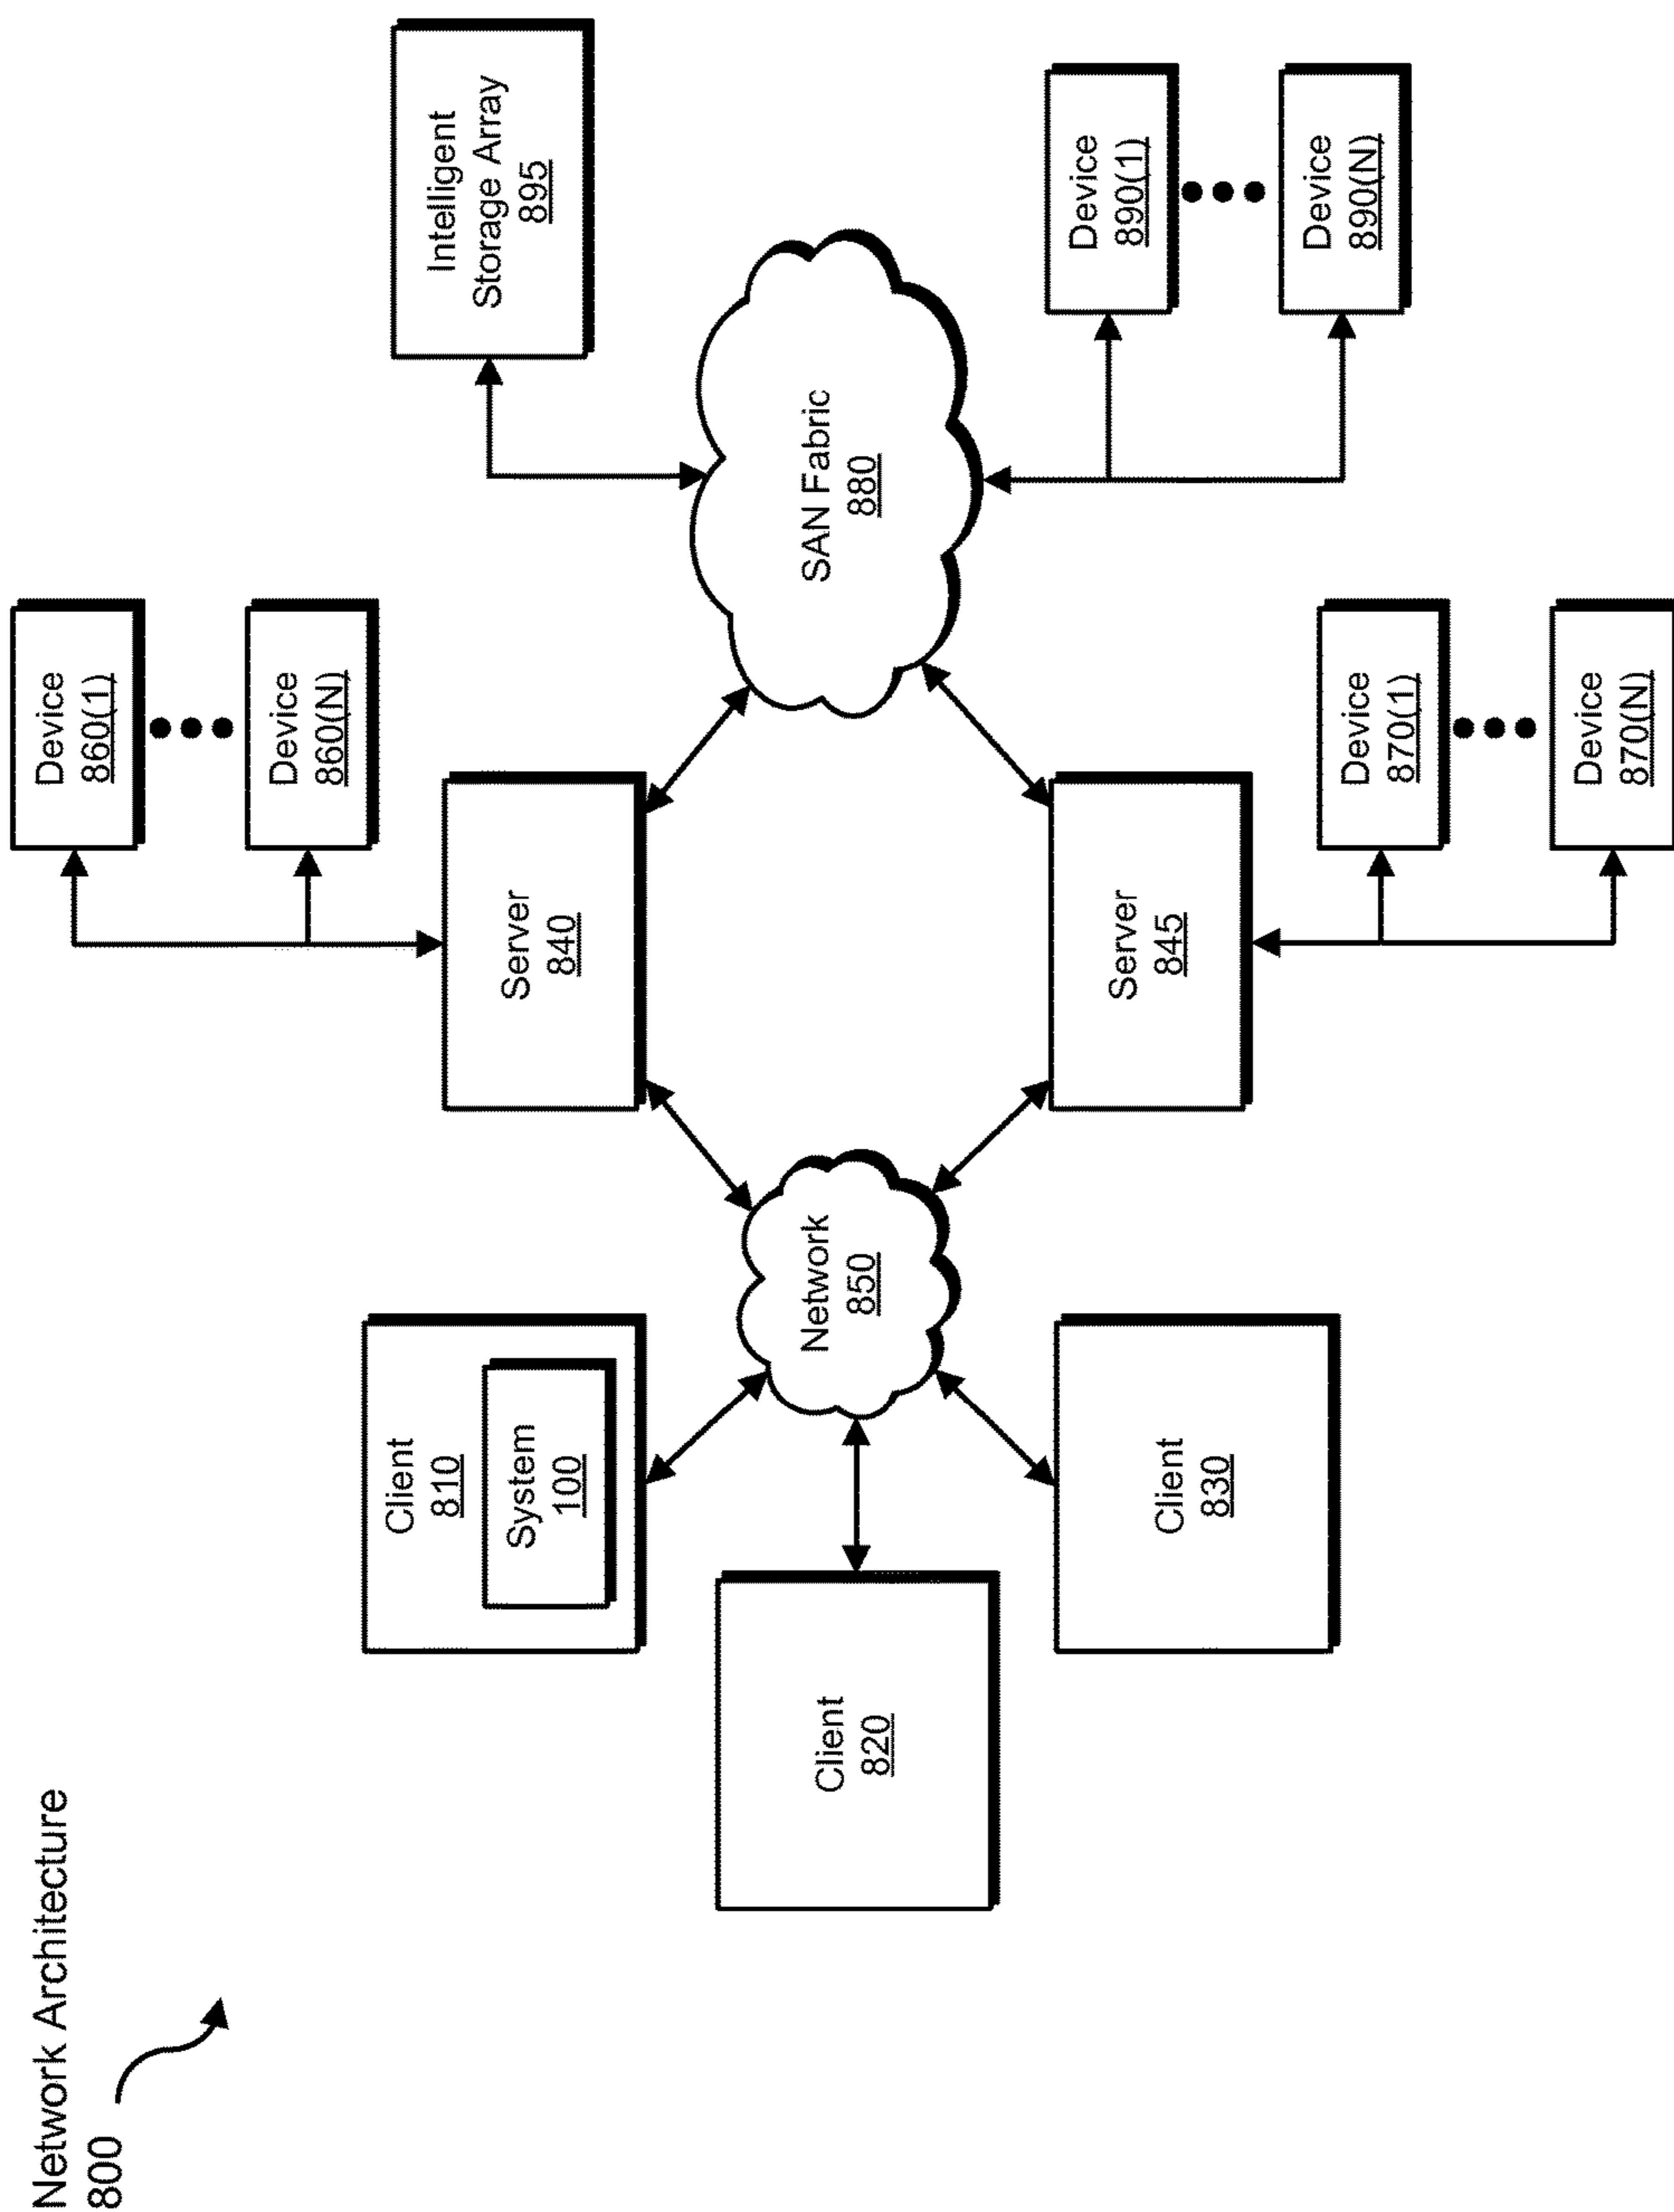 Network Architecture
800
Client
810
System
100
Client
820
Client
830
Network
850
Server
840
Server
845
Device
860(1)
Device
860(N)
Device
870(1)
Device
870(N)
SAN Fabric
880
Intelligent
Storage Array
895
Device
890(1)
Device
890(N)